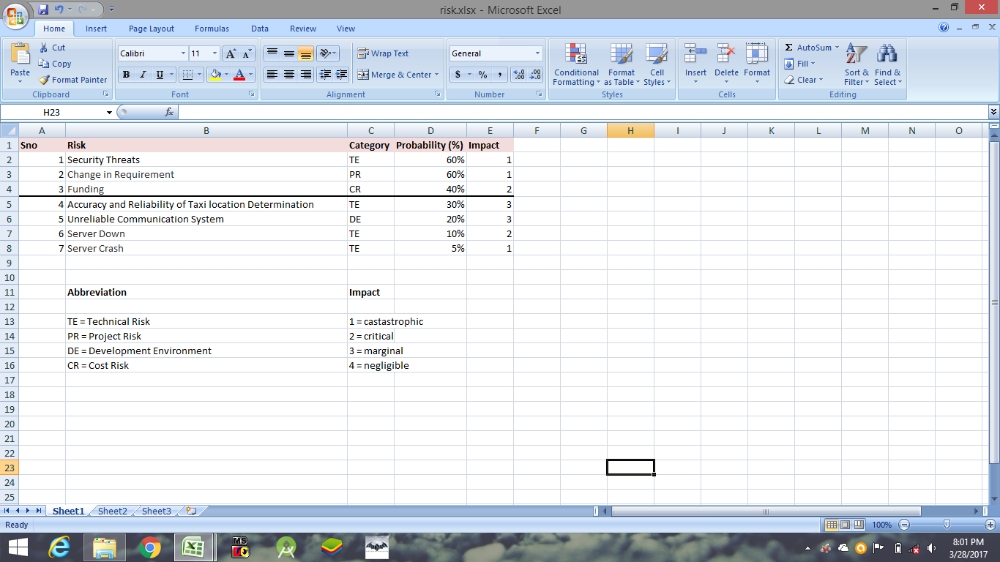 risk.xlsx - Microsoft Excel
Home Insert Page Layout Formulas Data Review View
Paste Cut Copy Format Painter
Calibri 11 A A
B I U A
Wrap Text
Merge & Center
General
$ % , .00 .0
Conditional Formatting Format as Table Cell Styles
Insert Delete Format
Σ AutoSum Fill Clear
Sort & Filter Find & Select
Clipboard Font Alignment Number Styles Cells Editing
H23 fx
A B C D E F G H I J K L M N O
1 Sno Risk Category Probability (%) Impact
2 1 Security Threats TE 60% 1
3 2 Change in Requirement PR 60% 1
4 3 Funding CR 40% 2
5 4 Accuracy and Reliability of Taxi location Determination TE 30% 3
6 5 Unreliable Communication System DE 20% 3
7 6 Server Down TE 10% 2
8 7 Server Crash TE 5% 1
9
10
11 Abbreviation Impact
12
13 TE = Technical Risk 1 = castastrophic
14 PR = Project Risk 2 = critical
15 DE = Development Environment 3 = marginal
16 CR = Cost Risk 4 = negligible
17
18
19
20
21
22
23
24
25
Sheet1 Sheet2 Sheet3
Ready 100%
MS
8:01 PM
3/28/2017